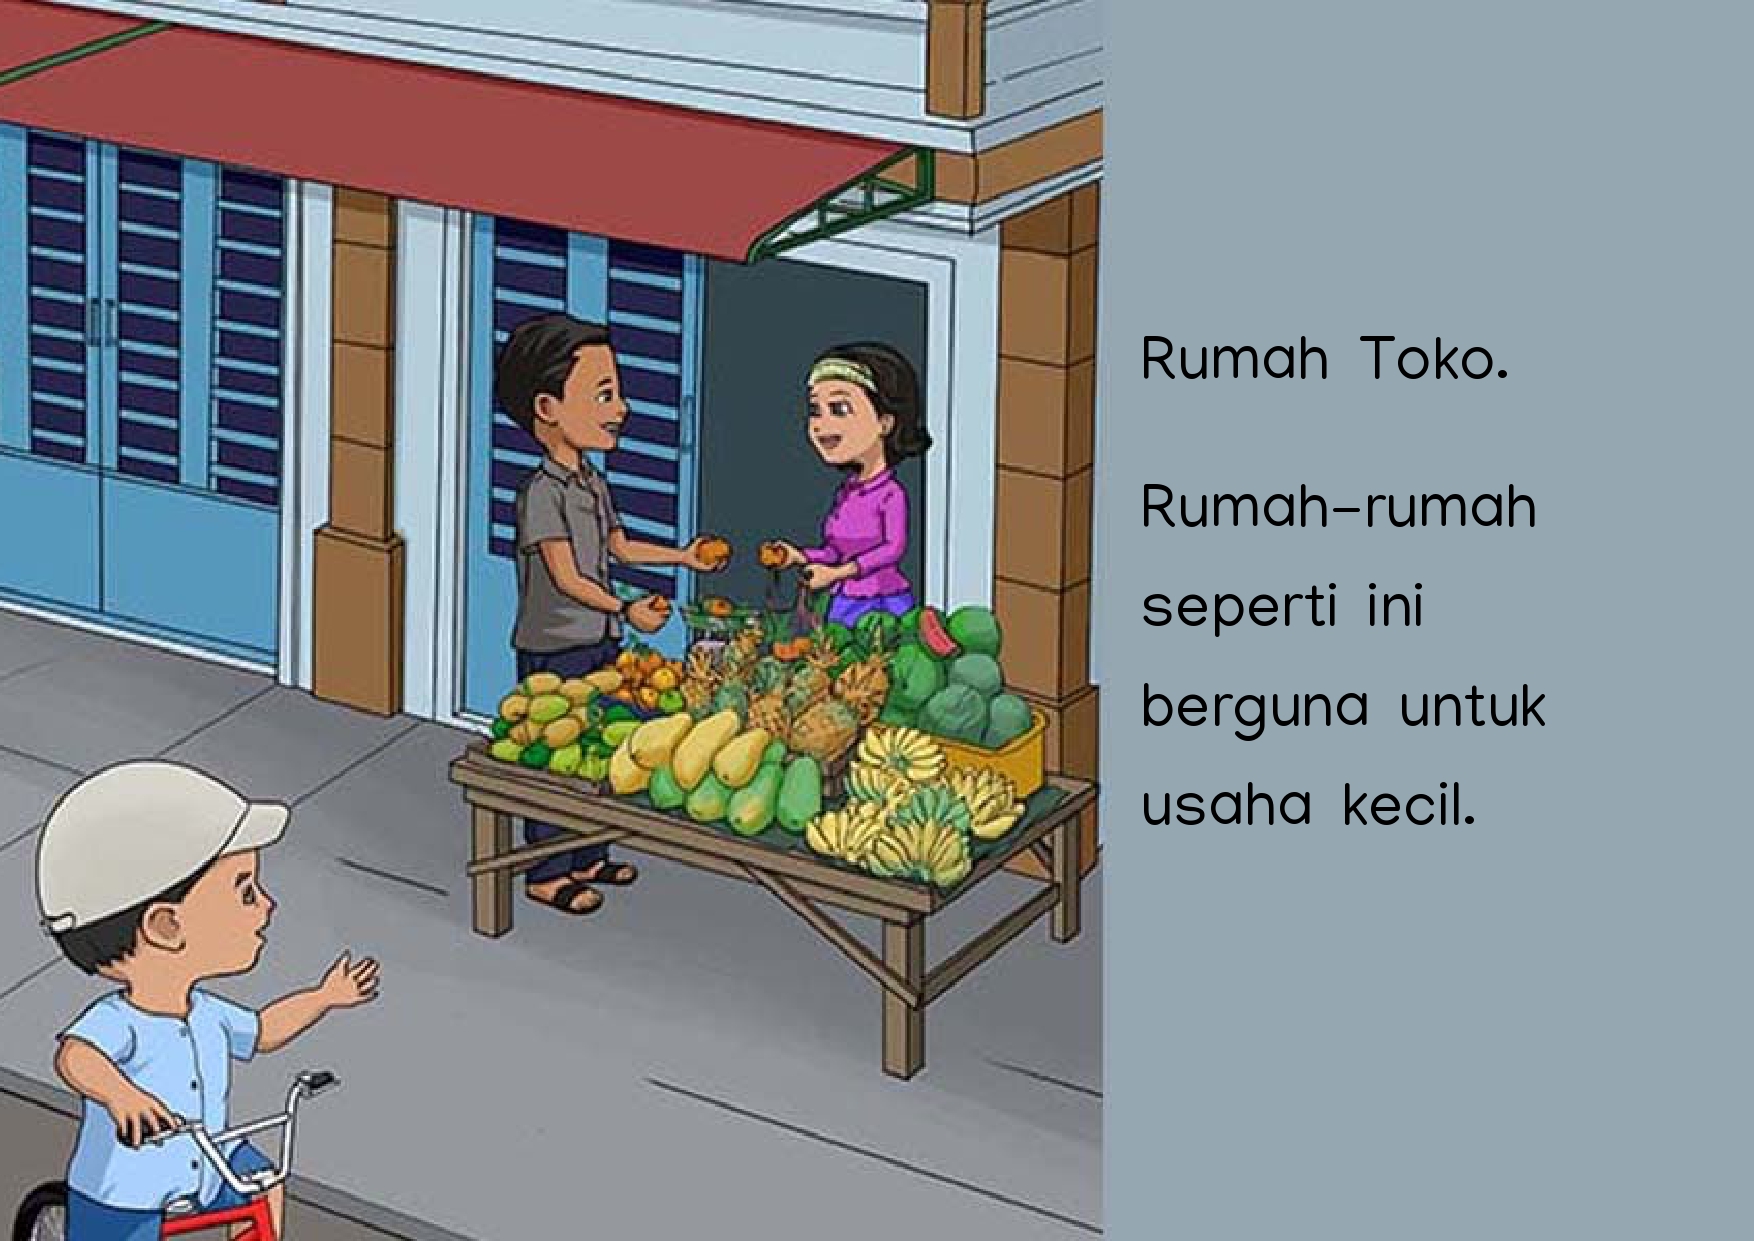 Rumah Toko.
Rumah-rumah
seperti ini
berguna untuk
usaha kecil.